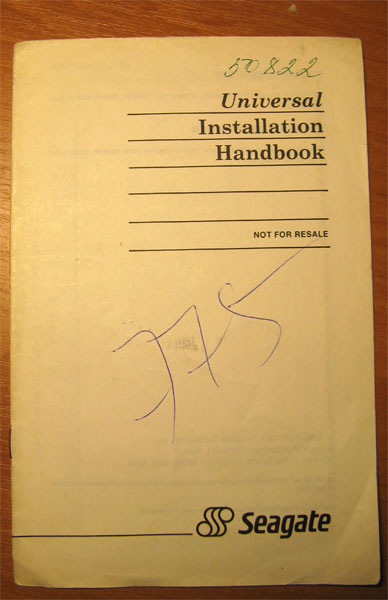 50822
Universal
Installation
Handbook
NOT FOR RESALE
Seagate